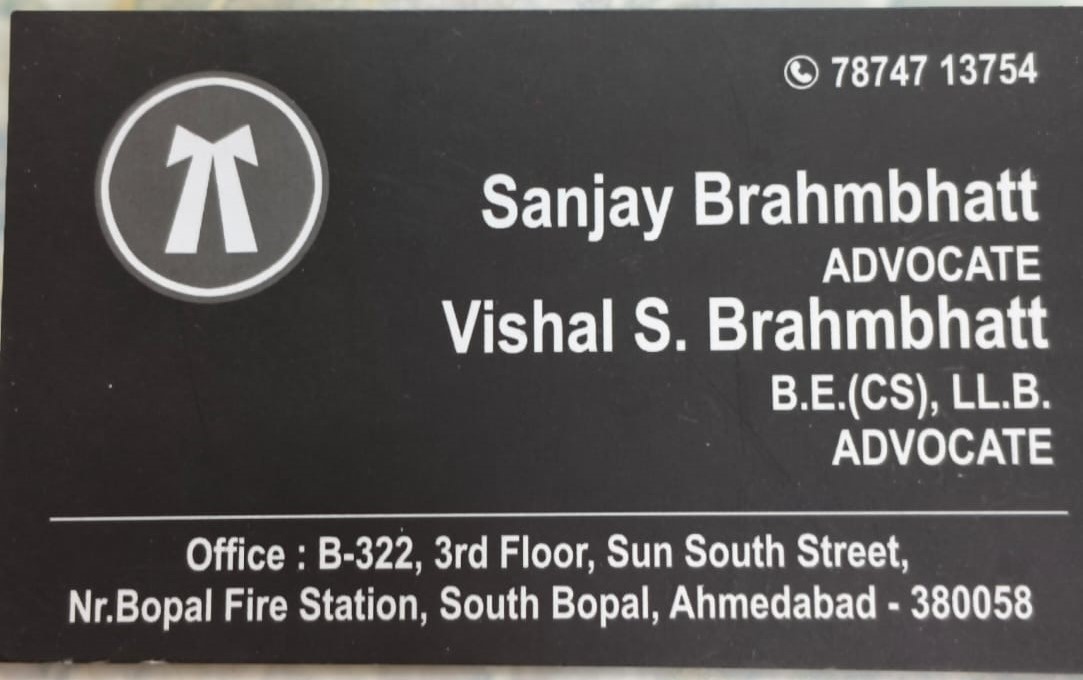 78747 13754
Sanjay Brahmbhatt
ADVOCATE
Vishal S. Brahmbhatt
B.E.(CS), LL.B.
ADVOCATE
Office : B-322, 3rd Floor, Sun South Street,
Nr.Bopal Fire Station, South Bopal, Ahmedabad - 380058